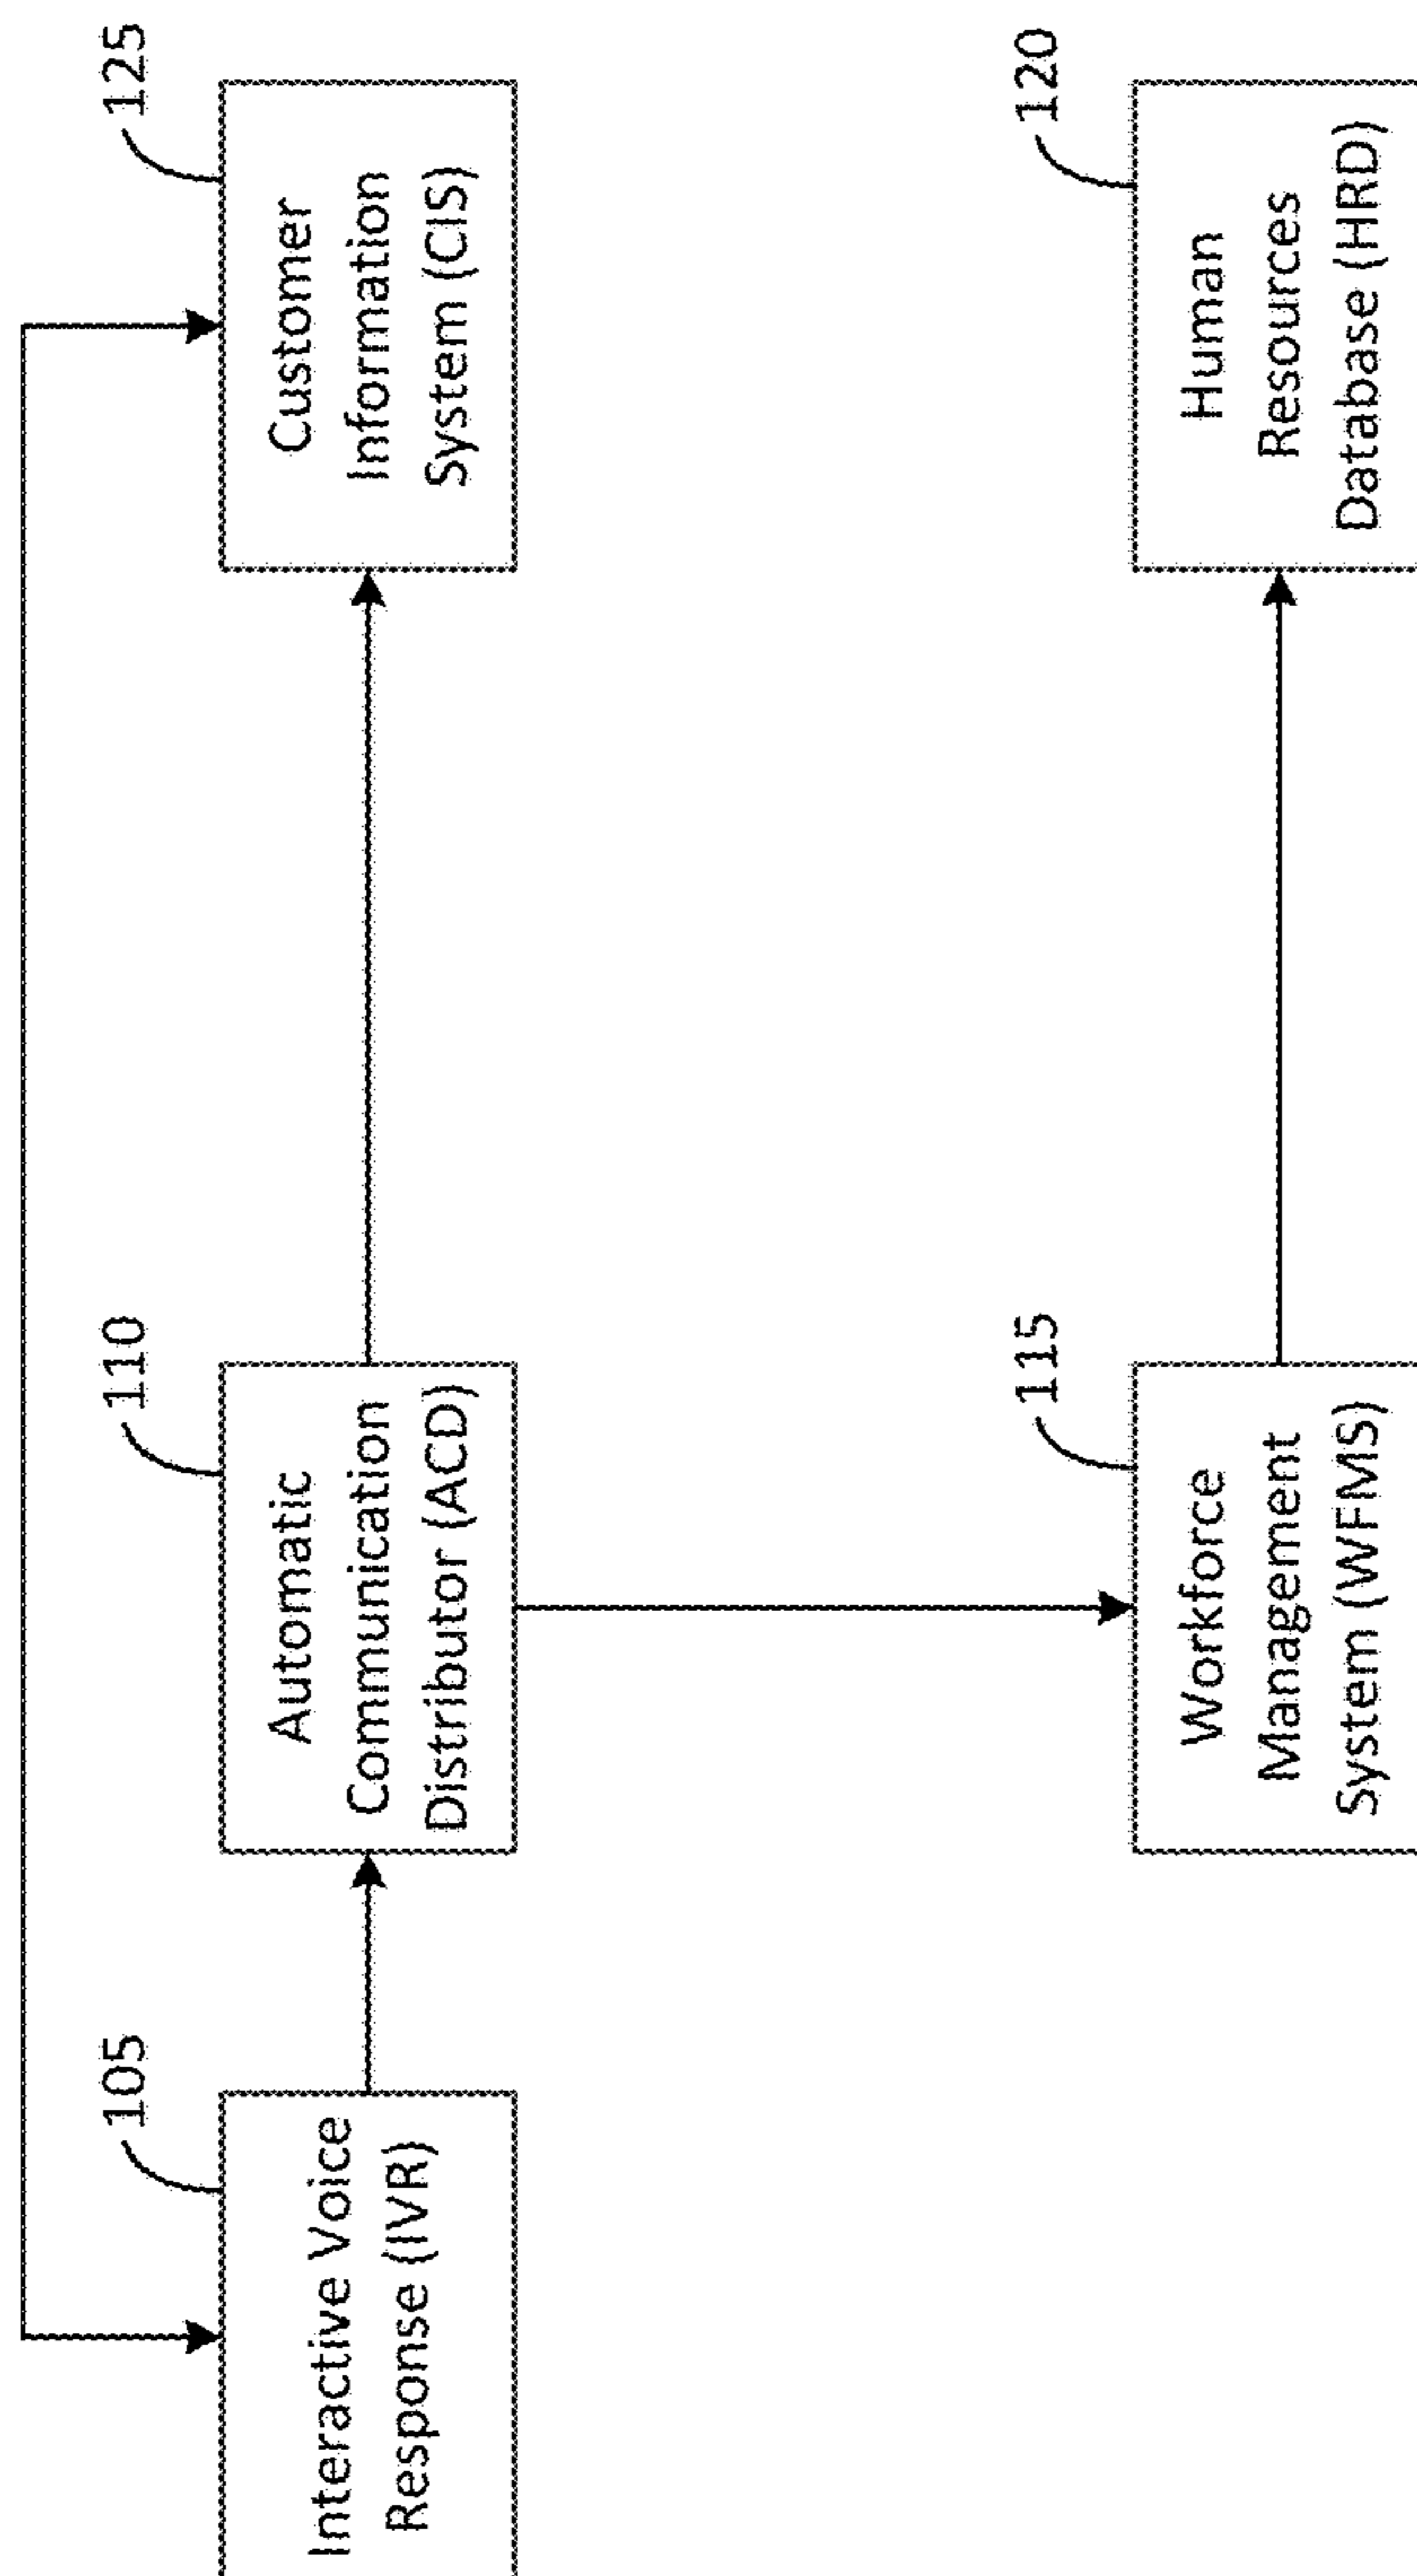 105
Interactive Voice
Response (IVR)
110
Automatic
Communication
Distributor (ACD)
125
Customer
Information
System (CIS)
115
Workforce
Management
System (WFMS)
120
Human
Resources
Database (HRD)